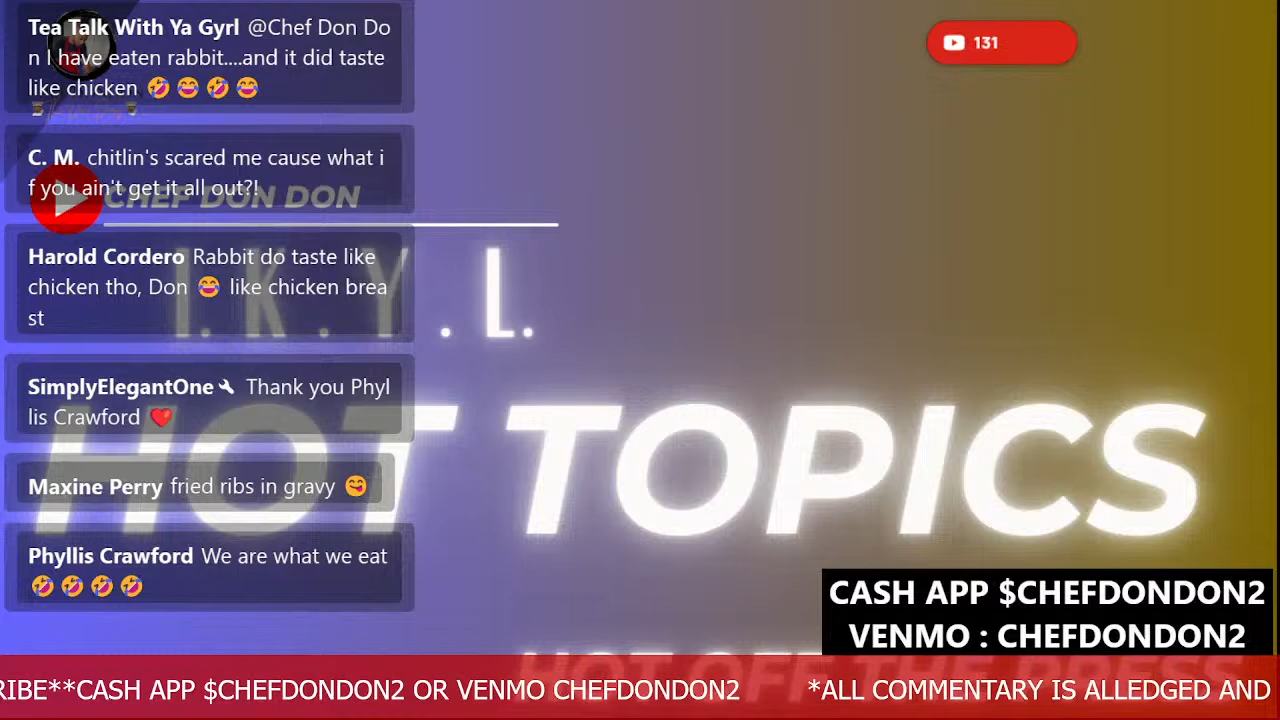 Tea Talk With Ya Gyrl @Chef Don Do
n I have eaten rabbit....and it did taste
like chicken 🤣 😂 🤣 😂
C. M. chitlin's scared me cause what i
f you ain't get it all out?!
CHEF DON DON
Harold Cordero Rabbit do taste like
chicken tho, Don 😂 like chicken brea
st
I. K . Y . L.
SimplyElegantOne Thank you Phyl
lis Crawford ❤️
HOT TOPICS
Maxine Perry fried ribs in gravy 😋
Phyllis Crawford We are what we eat
🤣 🤣 🤣 🤣
131
CASH APP $CHEFDONDON2
VENMO : CHEFDONDON2
HOT OFF THE PRESS
RIBE**CASH APP $CHEFDONDON2 OR VENMO CHEFDONDON2 *ALL COMMENTARY IS ALLEDGED AND